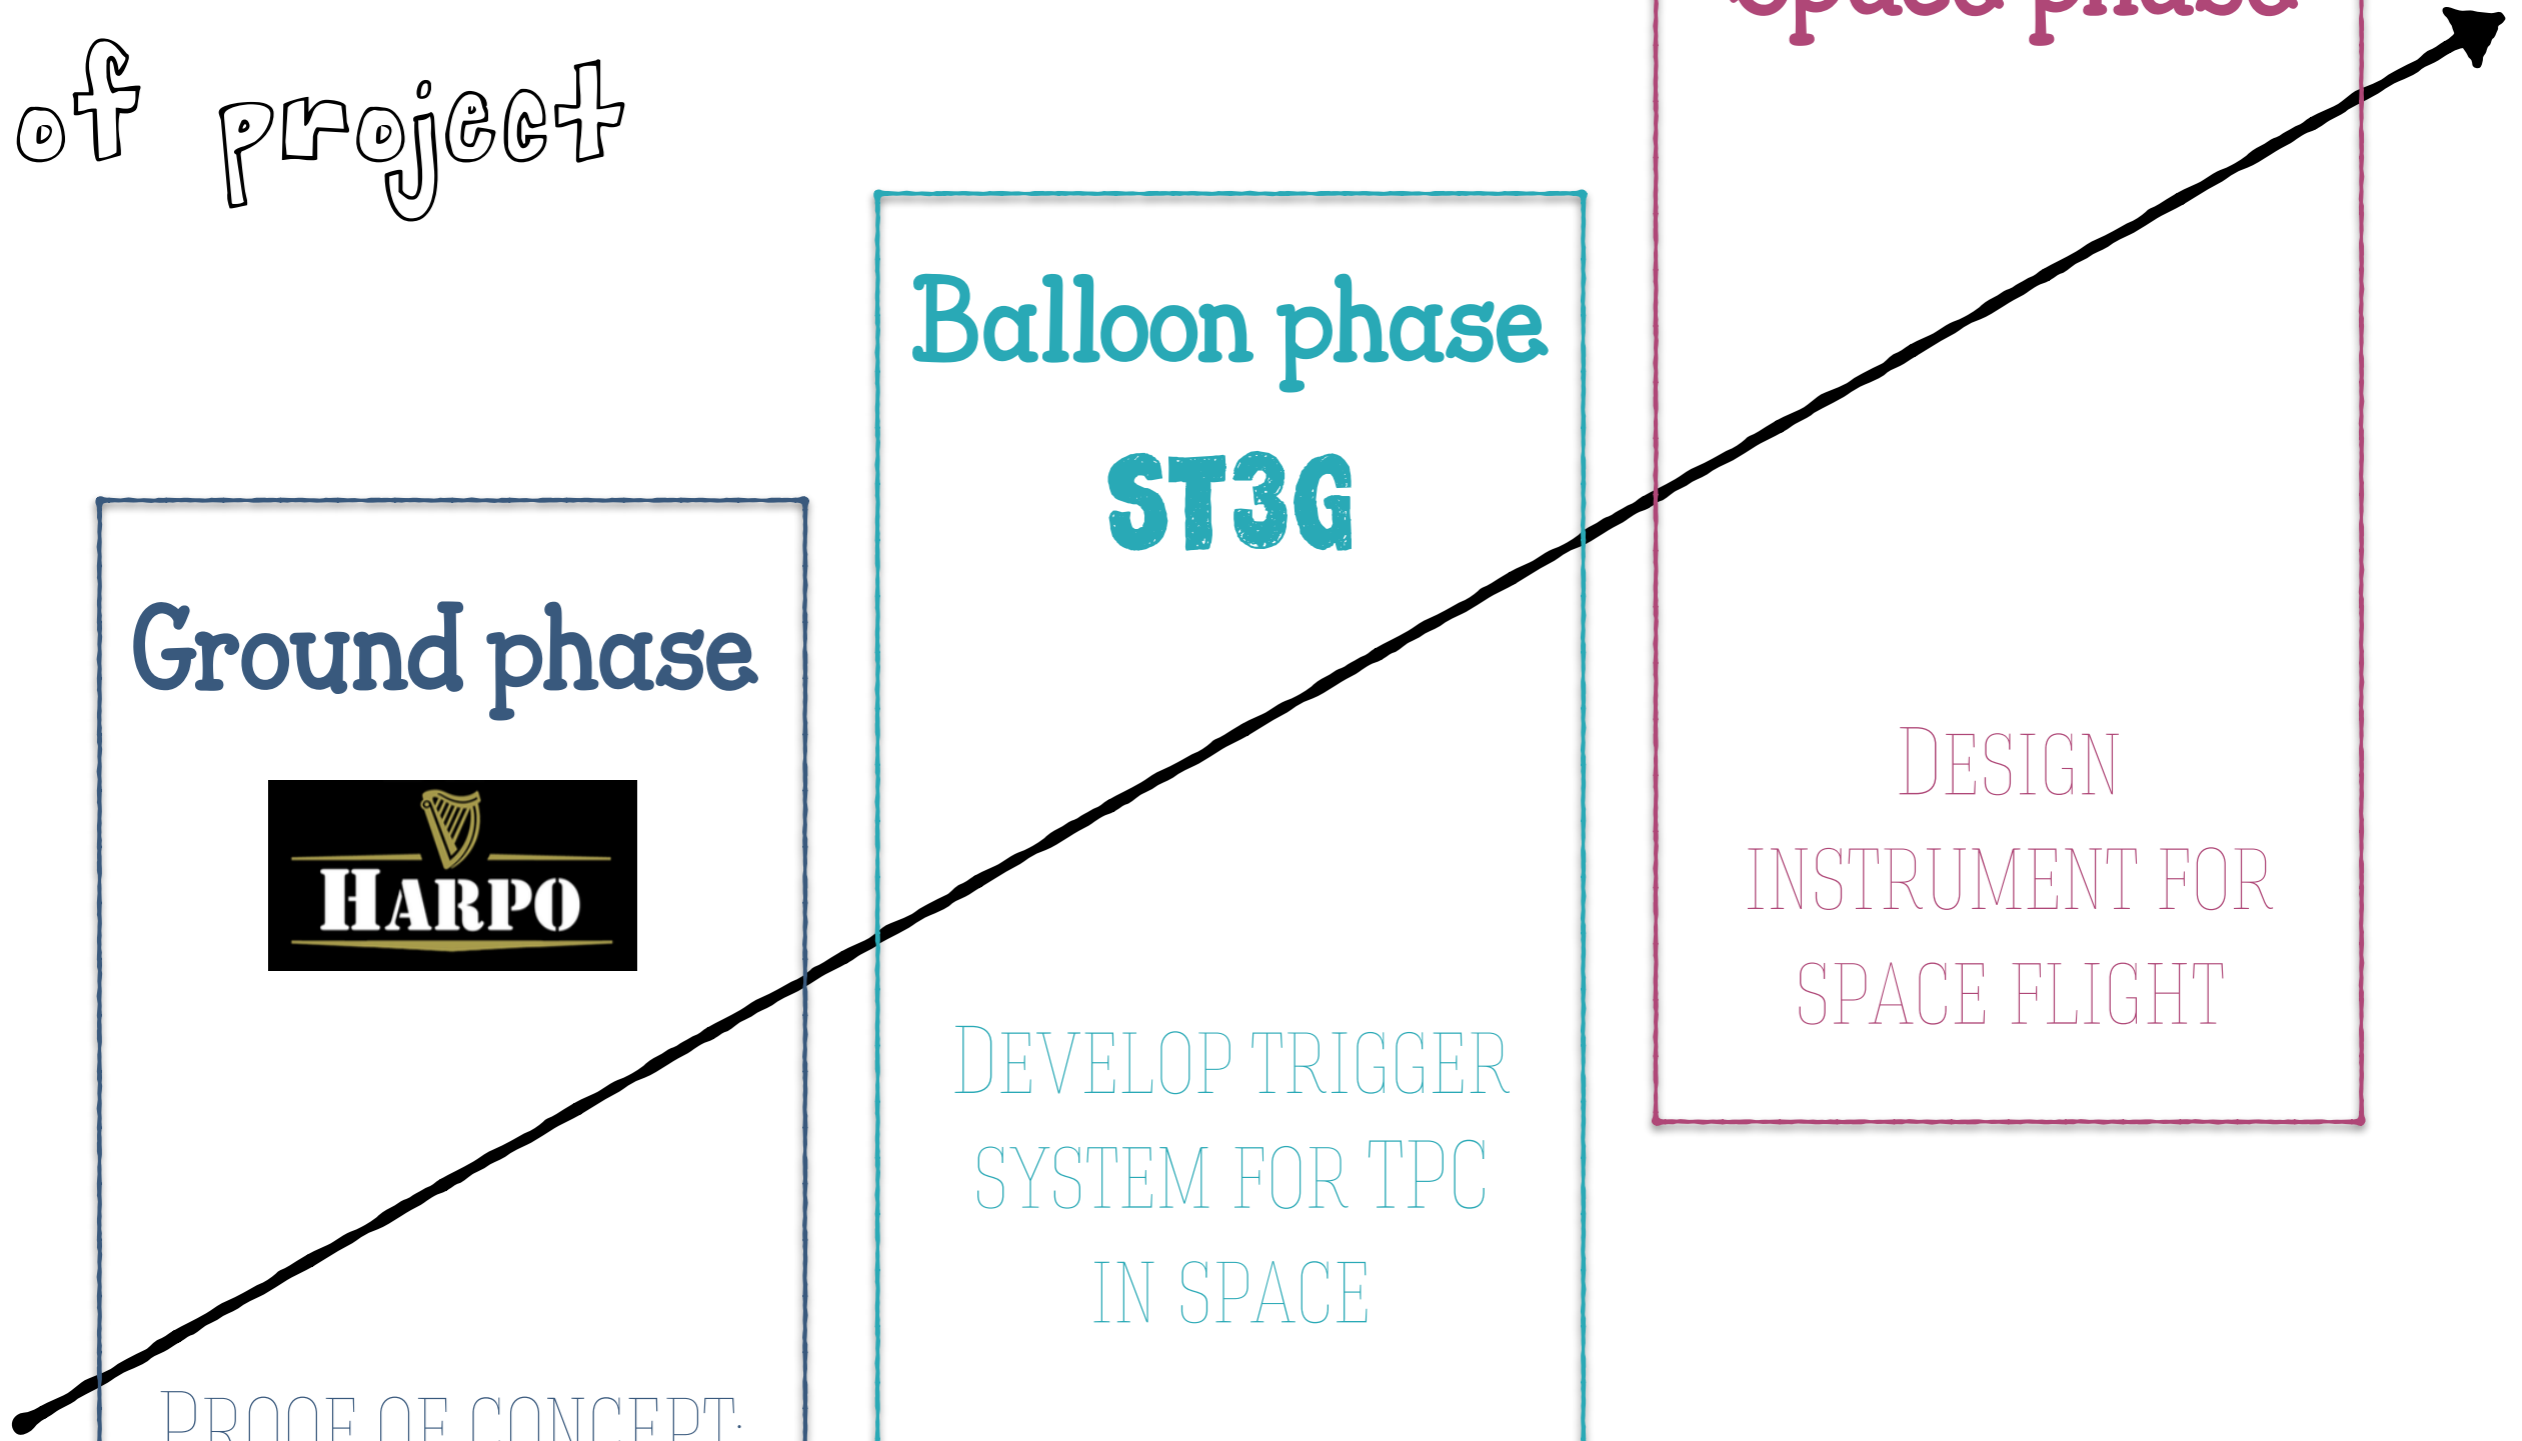 of project
Space phase
Balloon phase
ST3G
Ground phase
HARPO
DESIGN
INSTRUMENT FOR
SPACE FLIGHT
DEVELOP TRIGGER
SYSTEM FOR TPC
IN SPACE
PROOF OF CONCEPT: